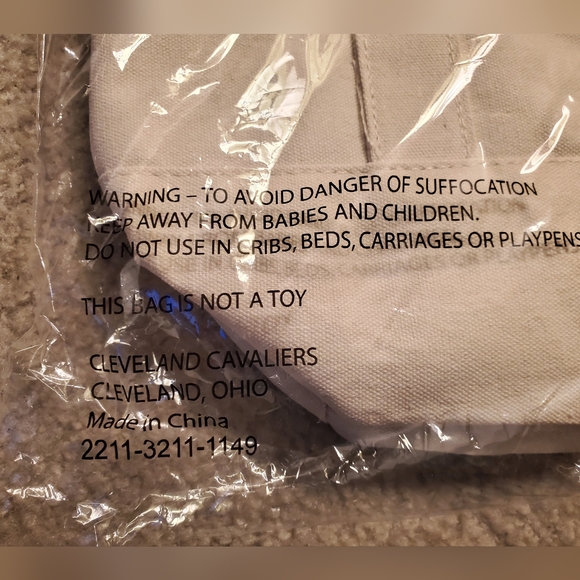 WARNING – TO AVOID DANGER OF SUFFOCATION
KEEP AWAY FROM BABIES AND CHILDREN.
DO NOT USE IN CRIBS, BEDS, CARRIAGES OR PLAYPENS
THIS BAG IS NOT A TOY
CLEVELAND CAVALIERS
CLEVELAND, OHIO
Made in China
2211-3211-1149